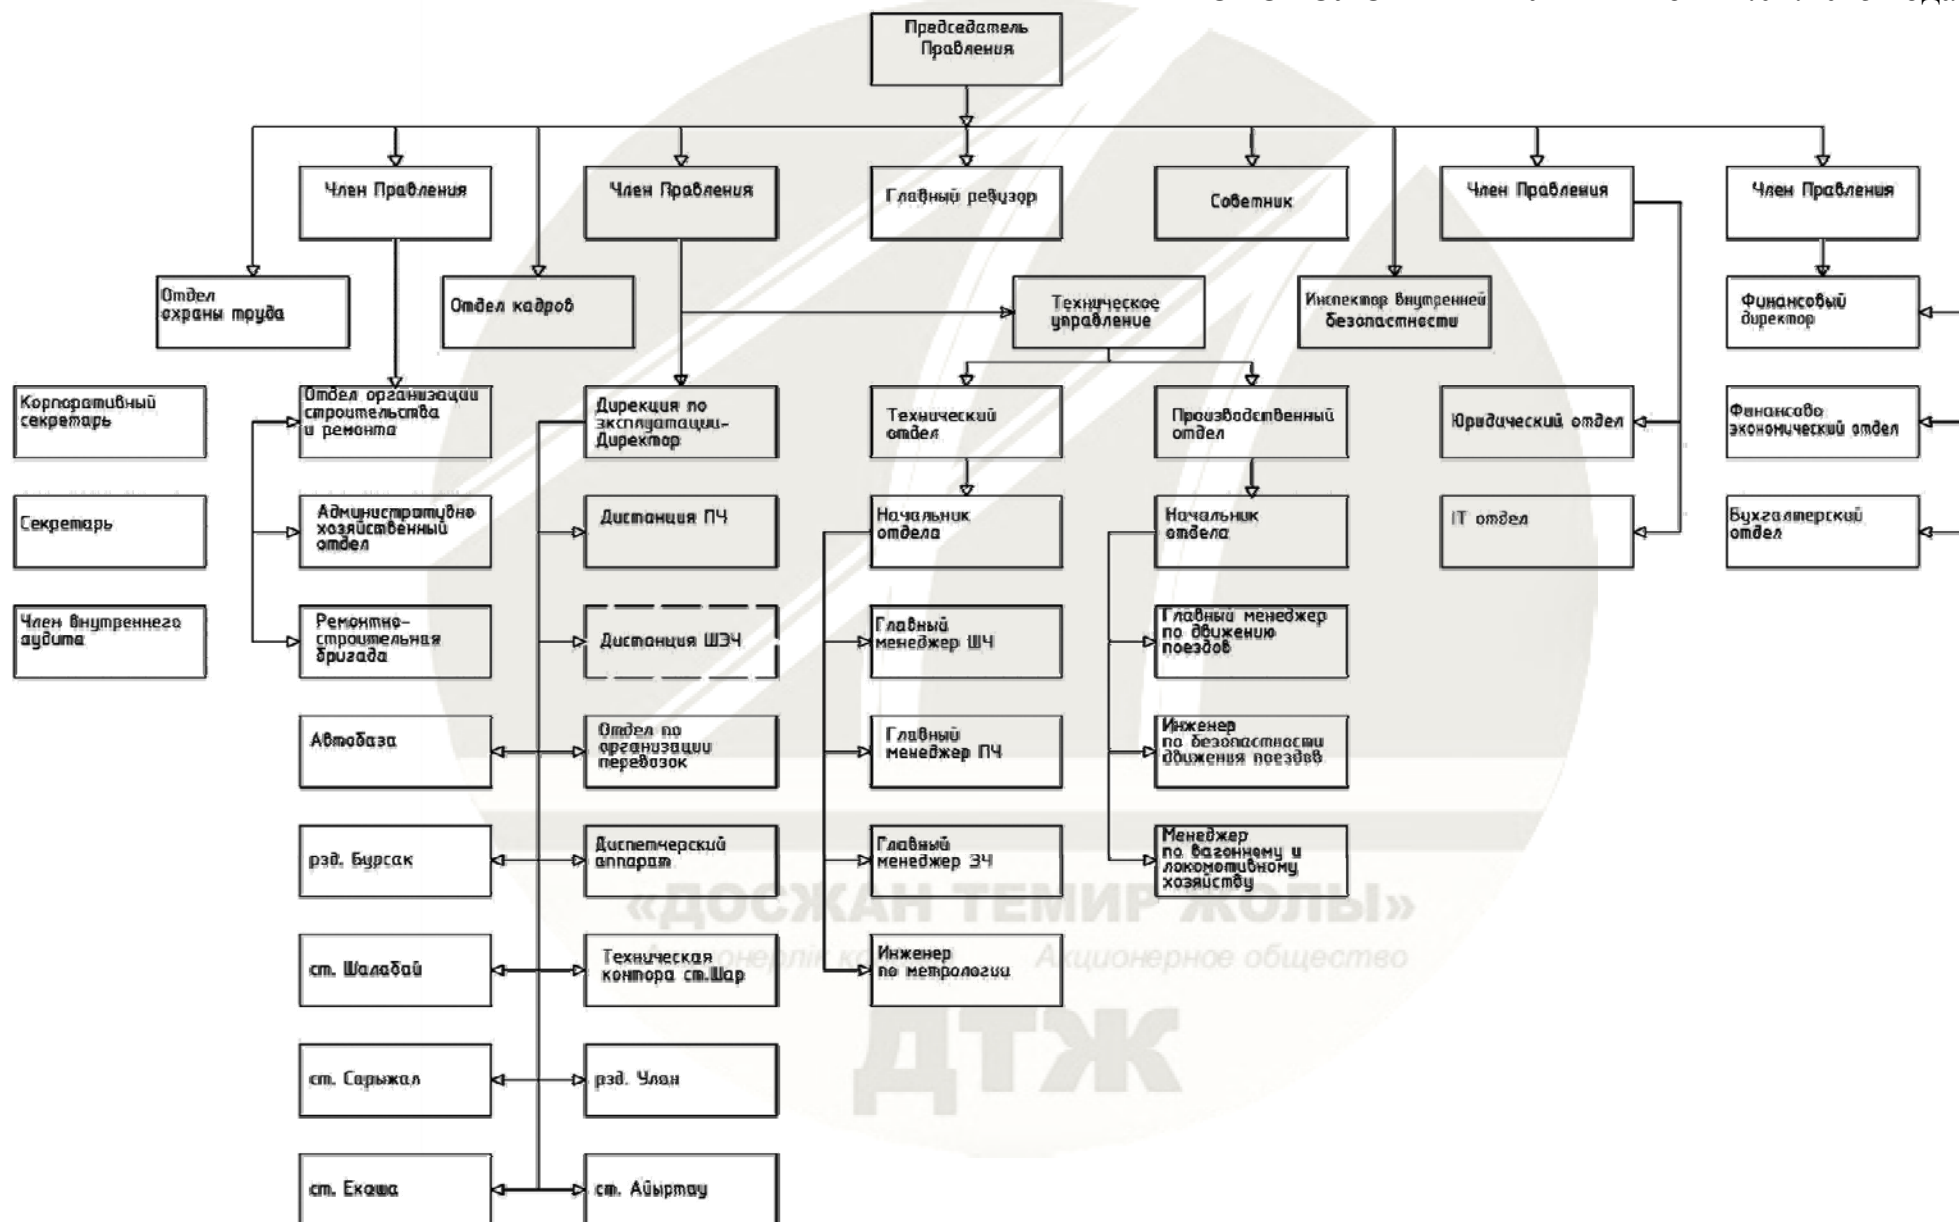 Председатель
Правления
Член Правления
Член Правления
Главный ревизор
Советник
Член Правления
Член Правления
Отдел
охраны труда
Отдел кадров
Техническое
управление
Инспектор внутренней
безопастности
Финансовый
директор
Корпоративный
секретарь
Отдел организации
строительства
и ремонта
Дирекция по
эксплуатации-
Директор
Технический
отдел
Производственный
отдел
Юридический отдел
Финансово
экономический отдел
Секретарь
Административно
хозяйственный
отдел
Дистанция ПЧ
Начальник
отдела
Начальник
отдела
IT отдел
Бухгалтерский
отдел
Член внутреннего
аудита
Ремонтно-
строительная
бригада
Дистанция ШЭЧ
Главный
менеджер ШЧ
Главный менеджер
по движению
поездов
Автобаза
Отдел по
организации
перевозок
Главный
менеджер ПЧ
Инженер
по безопастности
движения поездов
рзд. Бурсак
Диспетчерский
аппарат
Главный
менеджер ЭЧ
Менеджер
по вагонному и
локомотивному
хозяйству
«ДОСЖАН ТЕМИР ЖОЛЫ»
Акционерное общество
ст. Шалабай
Техническая
контора ст.Шар
Инженер
по метрологии
ДТЖ
ст. Сарыжал
рзд. Улан
ст. Екаша
ст. Айыртау